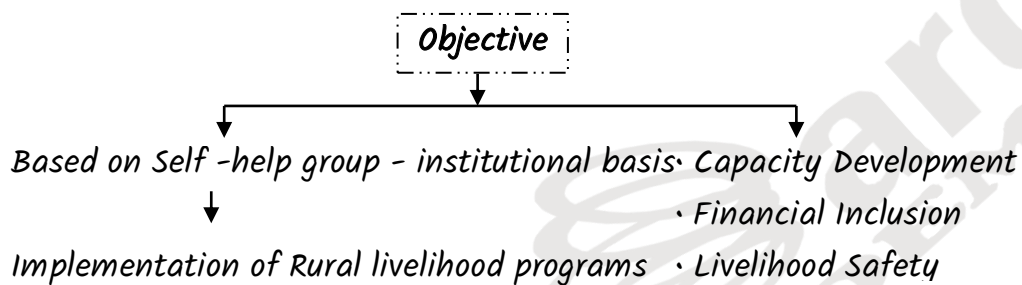 Objective
Based on Self -help group - institutional basis
· Capacity Development
· Financial Inclusion
Implementation of Rural livelihood programs
· Livelihood Safety